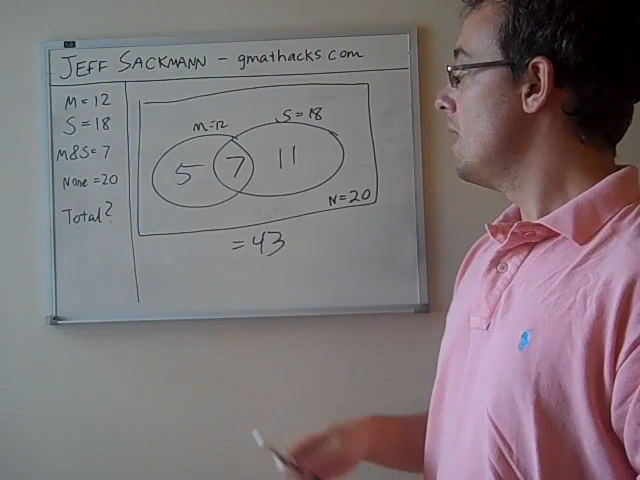 JEFF SACKMANN - gmathacks.com
M = 12
S = 18
M&S = 7
None = 20
Total?
M=12
S = 18
5
7
11
N=20
= 43